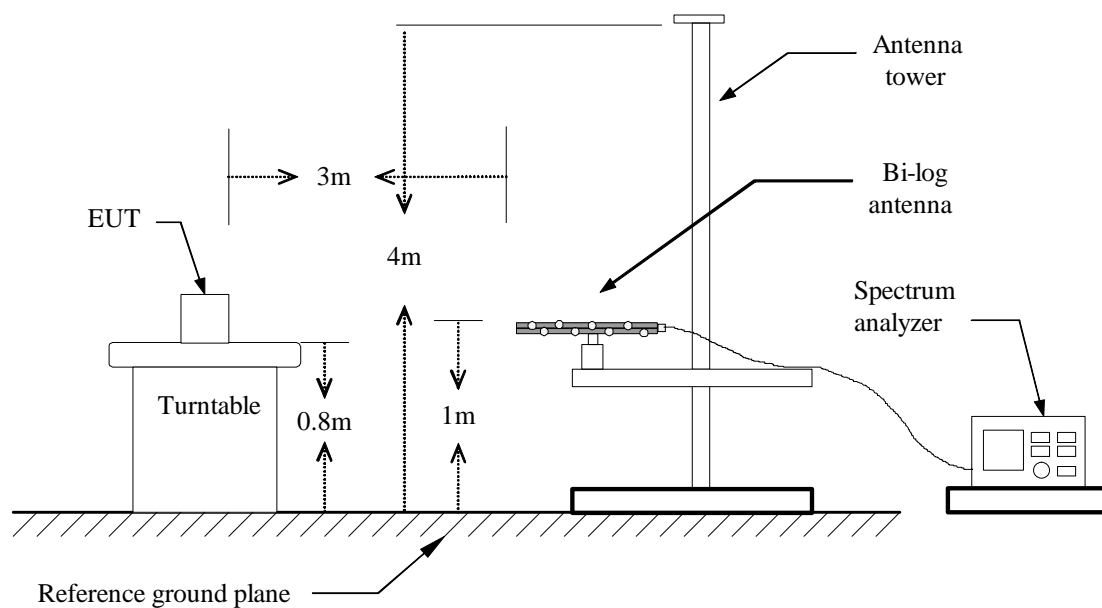 Antenna
tower
3m
Bi-log
antenna
EUT
4m
Spectrum
analyzer
Turntable
0.8m
1m
Reference ground plane